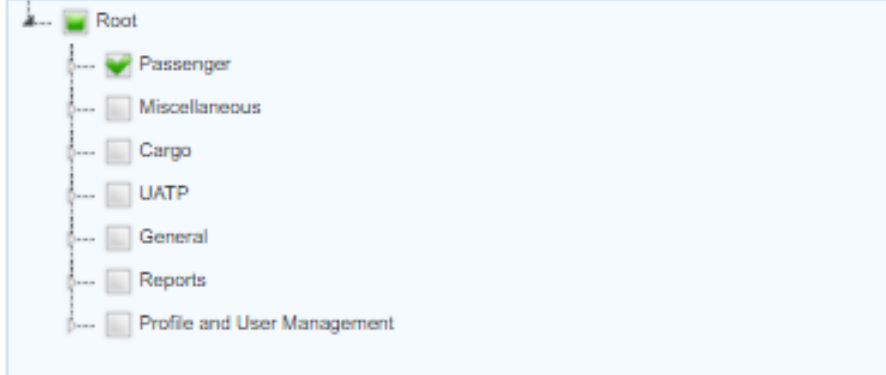 Root
Passenger
Miscellaneous
Cargo
UATP
General
Reports
Profile and User Management